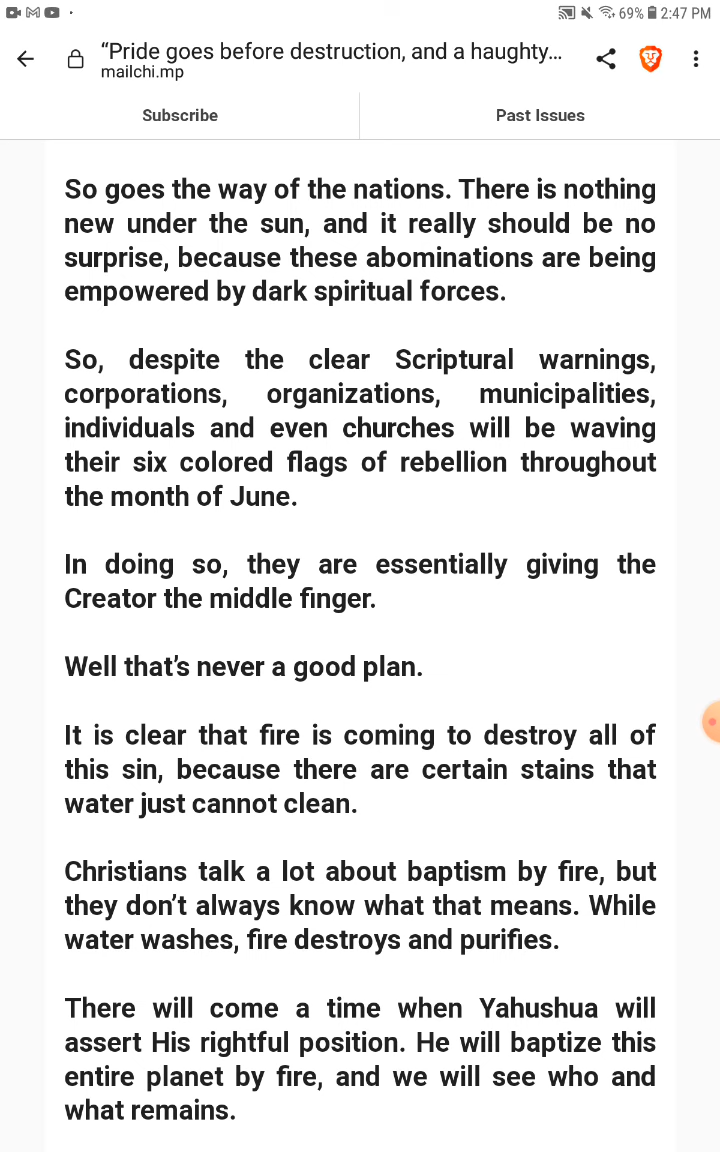 69% 2:47 PM
“Pride goes before destruction, and a haughty...
mailchi.mp
Subscribe
Past Issues
So goes the way of the nations. There is nothing
new under the sun, and it really should be no
surprise, because these abominations are being
empowered by dark spiritual forces.
So, despite the clear Scriptural warnings,
corporations, organizations, municipalities,
individuals and even churches will be waving
their six colored flags of rebellion throughout
the month of June.
In doing so, they are essentially giving the
Creator the middle finger.
Well that’s never a good plan.
It is clear that fire is coming to destroy all of
this sin, because there are certain stains that
water just cannot clean.
Christians talk a lot about baptism by fire, but
they don’t always know what that means. While
water washes, fire destroys and purifies.
There will come a time when Yahushua will
assert His rightful position. He will baptize this
entire planet by fire, and we will see who and
what remains.